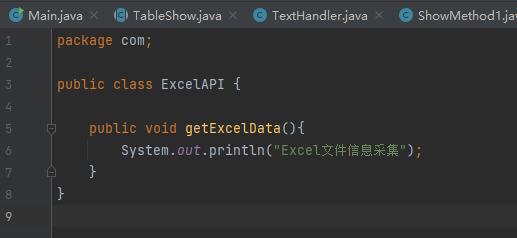 Main.java × TableShow.java × TextHandler.java × ShowMethod1.jav
1 package com;
2
3 public class ExcelAPI {
4
5 public void getExcelData(){
6 System.out.println("Excel文件信息采集");
7 }
8 }
9